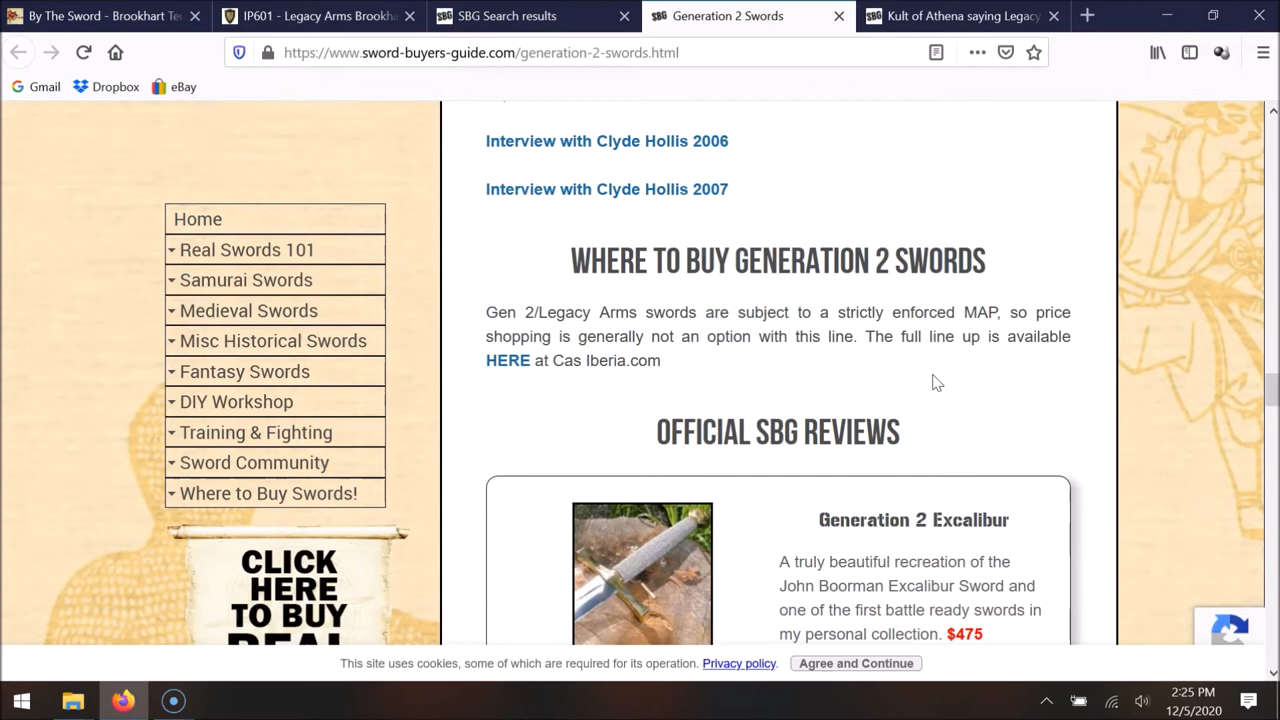 By The Sword - Brookhart Te
IP601 - Legacy Arms Brookha
SBG Search results
Generation 2 Swords
Kult of Athena saying Legacy
https://www.sword-buyers-guide.com/generation-2-swords.html
Gmail Dropbox eBay
Interview with Clyde Hollis 2006
Interview with Clyde Hollis 2007
Home
Real Swords 101
Samurai Swords
Medieval Swords
Misc Historical Swords
Fantasy Swords
DIY Workshop
Training & Fighting
Sword Community
Where to Buy Swords!
CLICK
HERE
TO BUY
REAL
WHERE TO BUY GENERATION 2 SWORDS
Gen 2/Legacy Arms swords are subject to a strictly enforced MAP, so price
shopping is generally not an option with this line. The full line up is available
HERE at Cas Iberia.com
OFFICIAL SBG REVIEWS
Generation 2 Excalibur
A truly beautiful recreation of the
John Boorman Excalibur Sword and
one of the first battle ready swords in
my personal collection. $475
This site uses cookies, some of which are required for its operation. Privacy policy. Agree and Continue
2:25 PM
12/5/2020